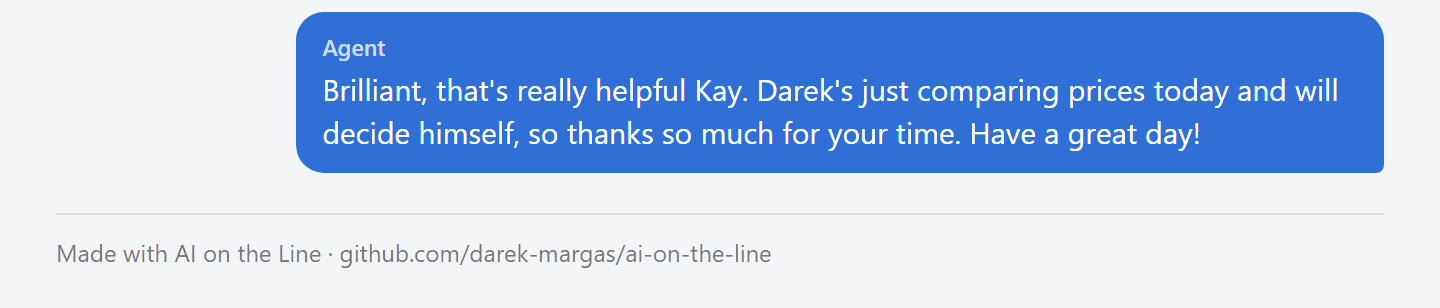 Agent
Brilliant, that's really helpful Kay. Darek's just comparing prices today and will
decide himself, so thanks so much for your time. Have a great day!
Made with AI on the Line · github.com/darek-margas/ai-on-the-line